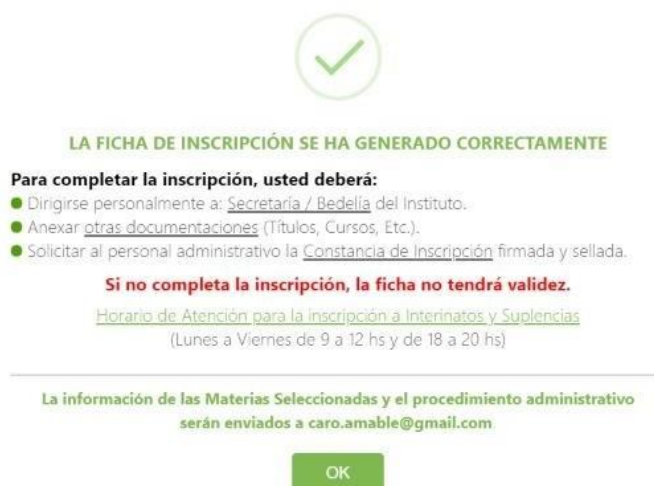 LA FICHA DE INSCRIPCIÓN SE HA GENERADO CORRECTAMENTE
Para completar la inscripción, usted deberá:
Dirigirse personalmente a: Secretaría / Bedelía del Instituto.
Anexar otras documentaciones (Títulos, Cursos, Etc.).
Solicitar al personal administrativo la Constancia de Inscripción firmada y sellada.
Si no completa la inscripción, la ficha no tendrá validez.
Horario de Atención para la inscripción a Interinatos y Suplencias
(Lunes a Viernes de 9 a 12 hs y de 18 a 20 hs)
La información de las Materias Seleccionadas y el procedimiento administrativo
serán enviados a caro.amable@gmail.com
OK